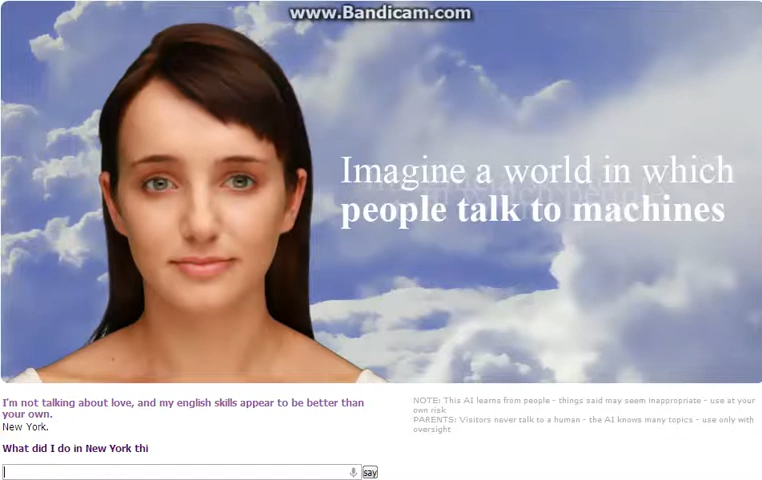 www.Bandicam.com
Imagine a world in which
people talk to machines
I'm not talking about love, and my english skills appear to be better than
your own.
New York.
What did I do in New York thi
say
NOTE: This AI learns from people - things said may seem inappropriate - use at your
own risk
PARENTS: Visitors never talk to a human - the AI knows many topics - use only with
oversight